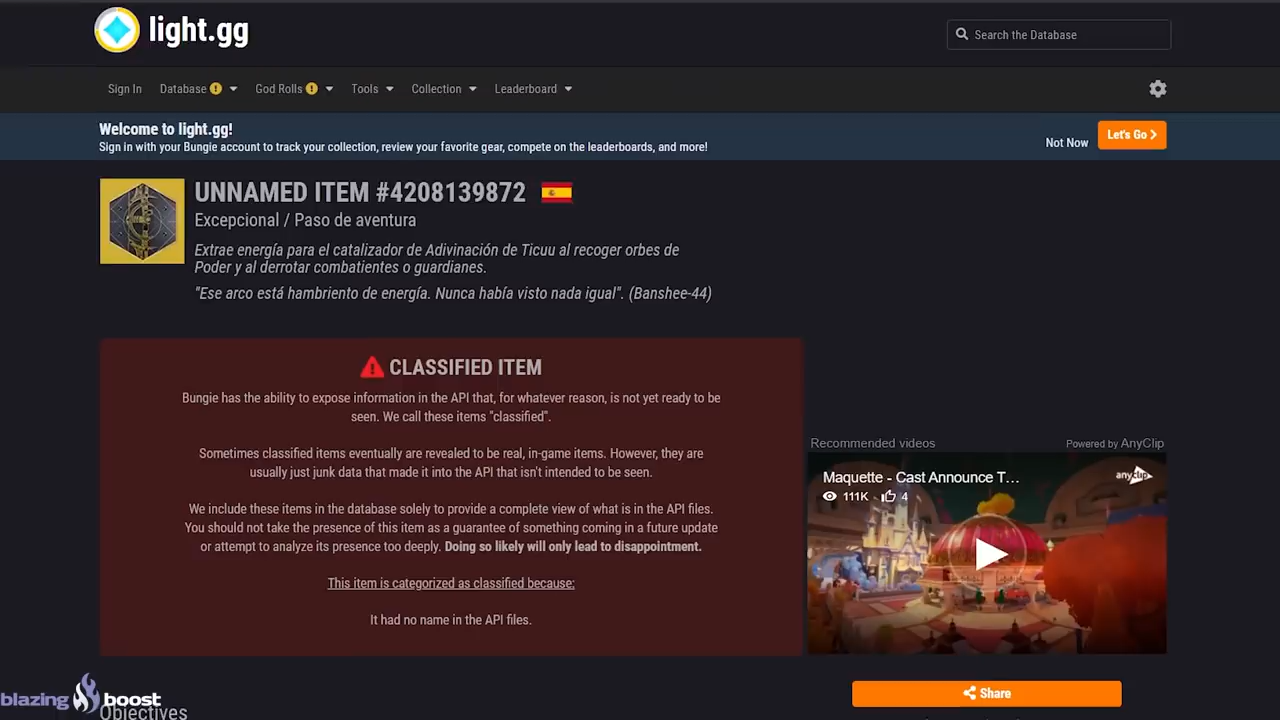 light.gg
Search the Database
Sign In
Database
God Rolls
Tools
Collection
Leaderboard
Welcome to light.gg!
Sign in with your Bungie account to track your collection, review your favorite gear, compete on the leaderboards, and more!
Not Now
Let's Go
UNNAMED ITEM #4208139872
Excepcional / Paso de aventura
Extrae energía para el catalizador de Adivinación de Ticuu al recoger orbes de
Poder y al derrotar combatientes o guardianes.
"Ese arco está hambriento de energía. Nunca había visto nada igual". (Banshee-44)
CLASSIFIED ITEM
Bungie has the ability to expose information in the API that, for whatever reason, is not yet ready to be
seen. We call these items "classified".
Sometimes classified items eventually are revealed to be real, in-game items. However, they are
usually just junk data that made it into the API that isn't intended to be seen.
We include these items in the database solely to provide a complete view of what is in the API files.
You should not take the presence of this item as a guarantee of something coming in a future update
or attempt to analyze its presence too deeply. Doing so likely will only lead to disappointment.
This item is categorized as classified because:
It had no name in the API files.
Recommended videos
Powered by AnyClip
Maquette - Cast Announce T...
anyclip
111K 4
Share
blazing boost
Objectives